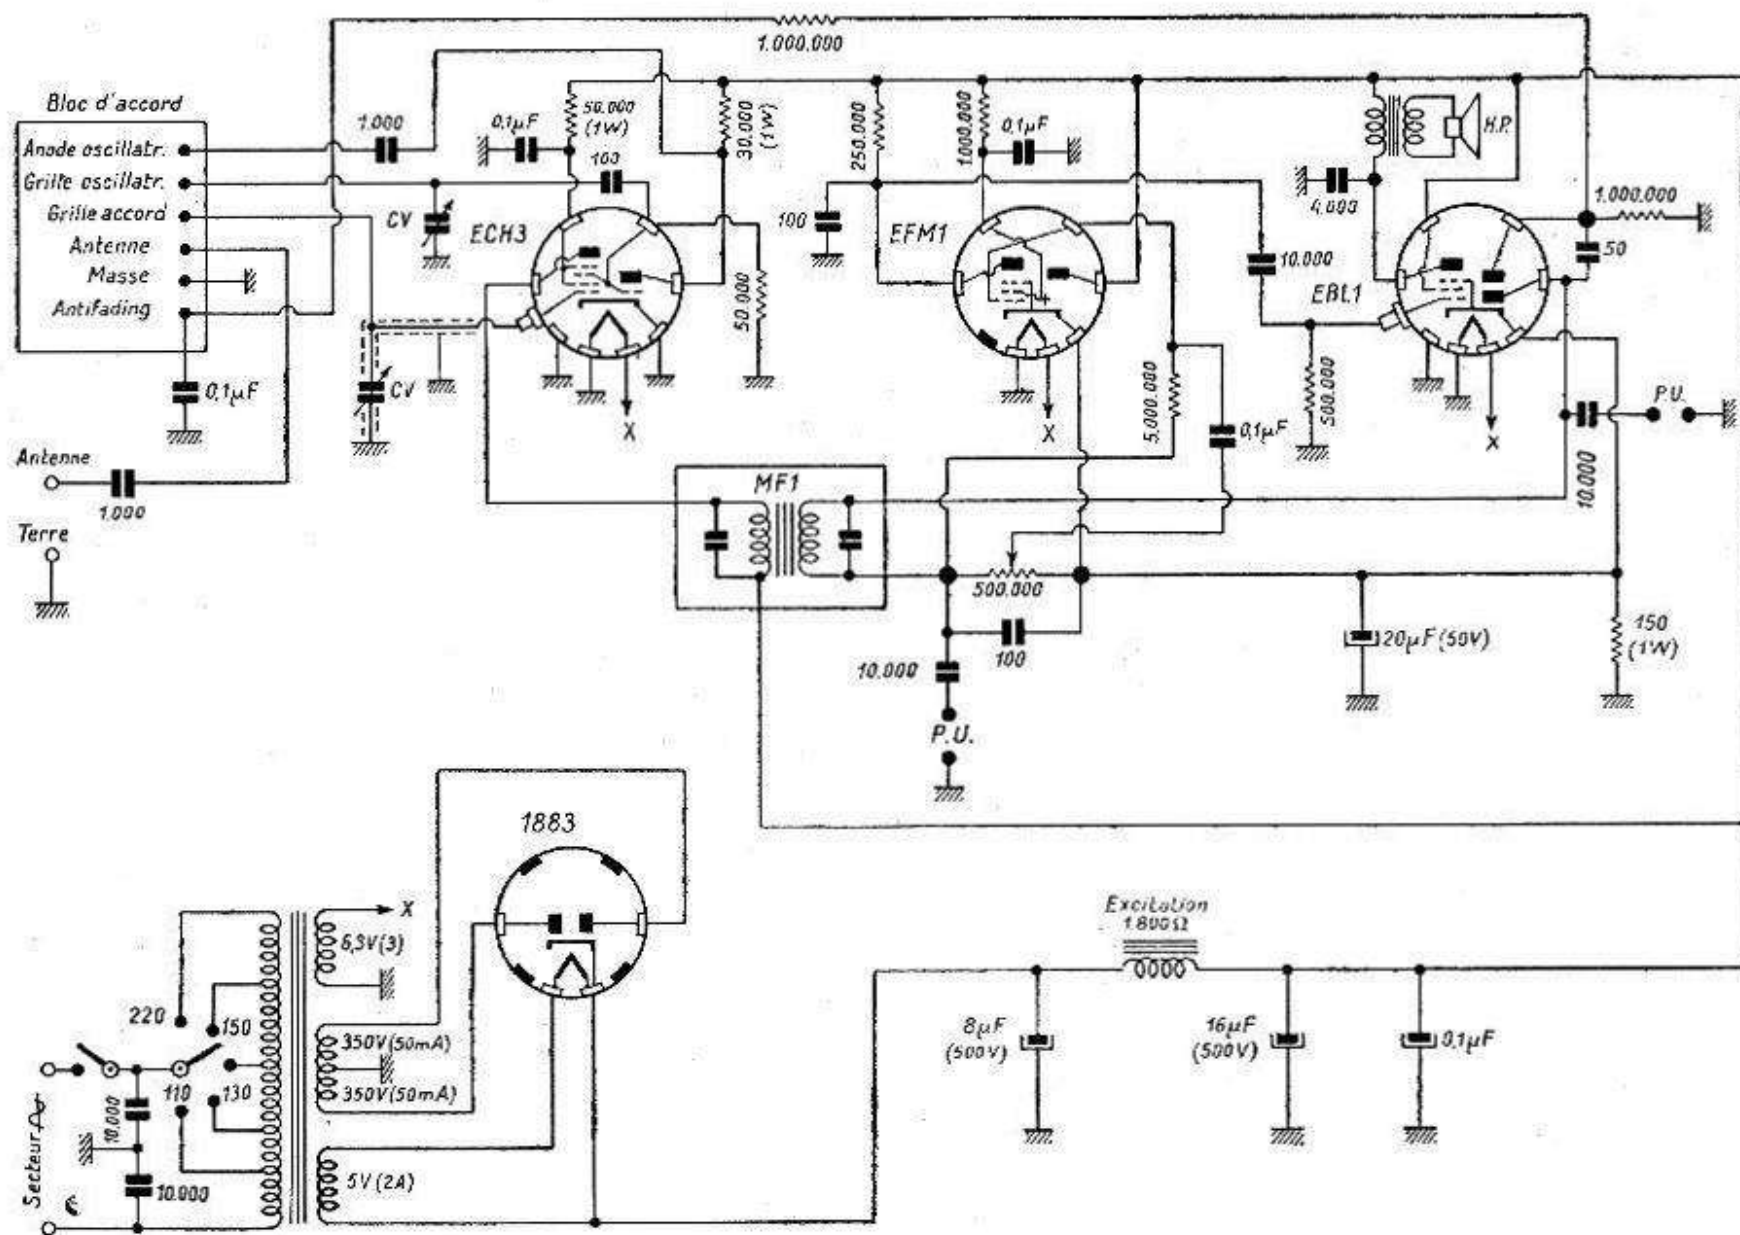 1.000.000
Bloc d'accord
Anode oscillatr.
Grille oscillatr.
Grille accord
Antenne
Masse
Antifading
1.000
0,1µF
50.000
(1W)
30.000
(1W)
100
CV
ECH3
50.000
CV
X
0,1µF
Antenne
1.000
Terre
250.000
1.000.000
0,1µF
100
EFM1
X
5.000.000
0,1µF
10.000
500.000
H.P.
4.000
1.000.000
50
EBL1
X
P.U.
10.000
MF1
500.000
100
10.000
P.U.
20µF (50V)
150
(1W)
1883
X
6,3V(3)
350V(50mA)
350V(50mA)
5V(2A)
220
150
110
130
10.000
10.000
Secteur
Excitation
1.800Ω
8µF
(500V)
16µF
(500V)
0,1µF